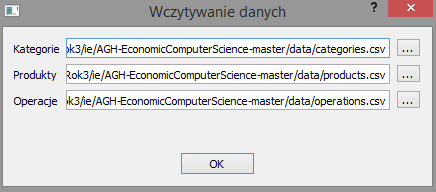 Wczytywanie danych
Kategorie ok3/ie/AGH-EconomicComputerScience-master/data/categories.csv ...
Produkty Rok3/ie/AGH-EconomicComputerScience-master/data/products.csv ...
Operacje ok3/ie/AGH-EconomicComputerScience-master/data/operations.csv ...
OK